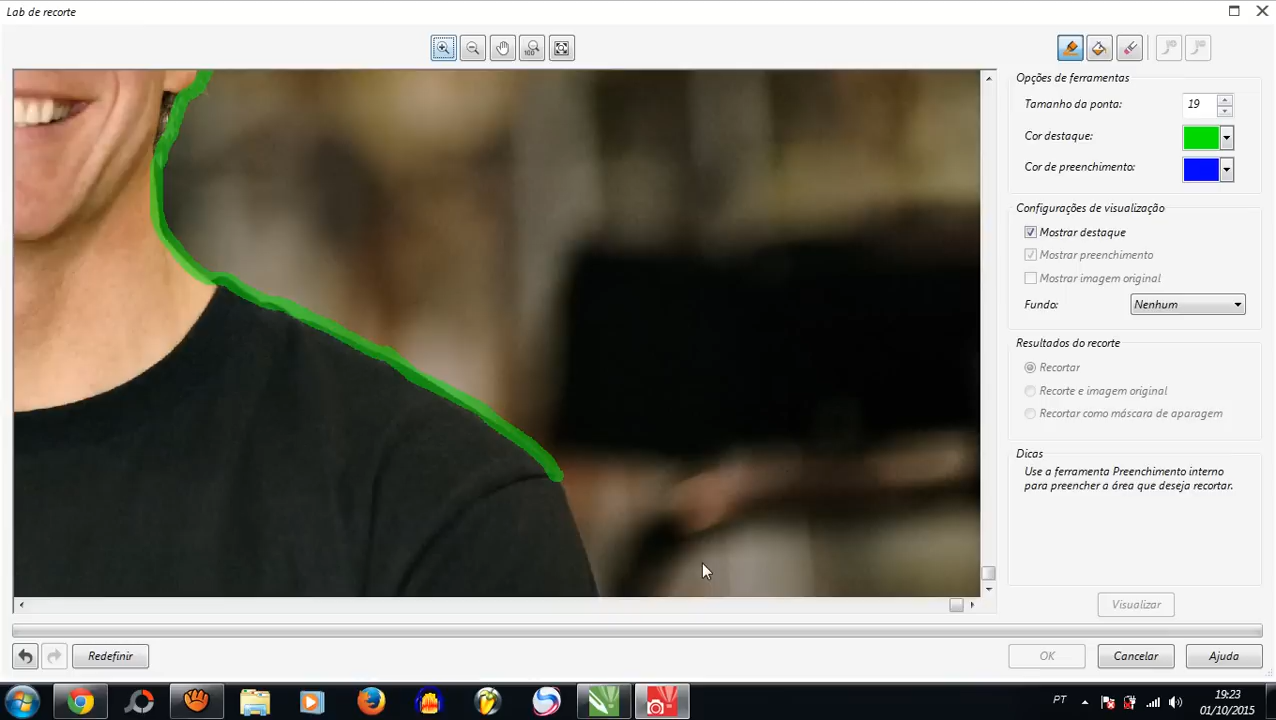 Lab de recorte
100
Opções de ferramentas
Tamanho da ponta: 19
Cor destaque:
Cor de preenchimento:
Configurações de visualização
Mostrar destaque
Mostrar preenchimento
Mostrar imagem original
Fundo: Nenhum
Resultados do recorte
Recortar
Recorte e imagem original
Recortar como máscara de aparagem
Dicas
Use a ferramenta Preenchimento interno
para preencher a área que deseja recortar.
Visualizar
Redefinir OK Cancelar Ajuda
PT 19:23
01/10/2015